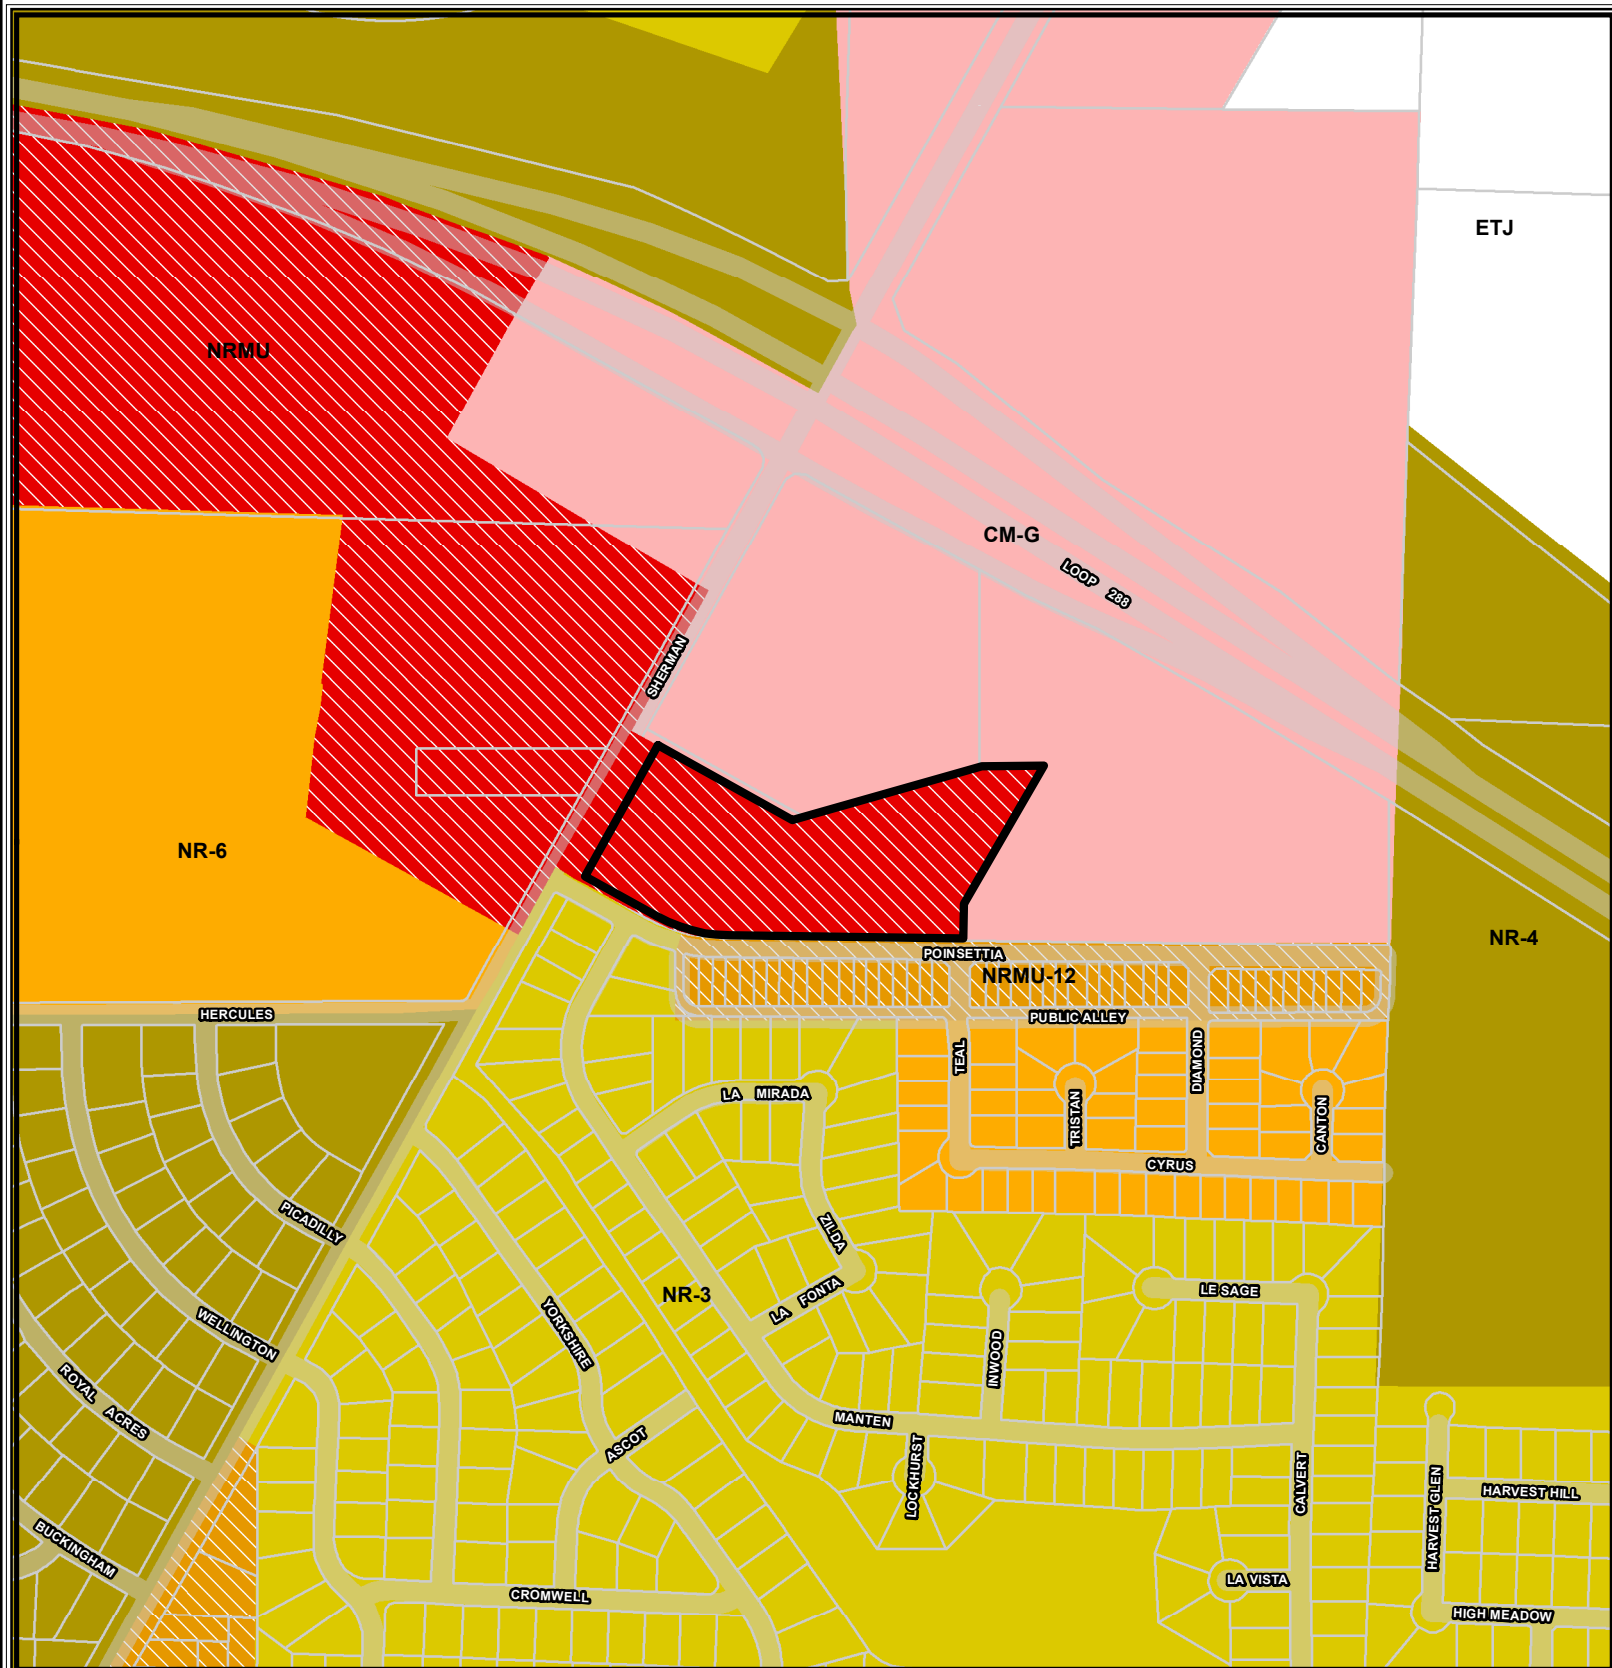 ETJ
NRMU
CM-G
LOOP 288
SHERMAN
NR-6
NR-4
POINSETTIA
NRMU-12
HERCULES
PUBLIC ALLEY
TEAL
DIAMOND
LA MIRADA
TRISTAN
CANTON
CYRUS
PICADILLY
ZILDA
NR-3
LA FONTA
LE SAGE
WELLINGTON
YORKSHIRE
INWOOD
ROYAL ACRES
MANTEN
ASCOT
LOCKHURST
CALVERT
HARVEST GLEN
HARVEST HILL
BUCKINGHAM
CROMWELL
LA VISTA
HIGH MEADOW